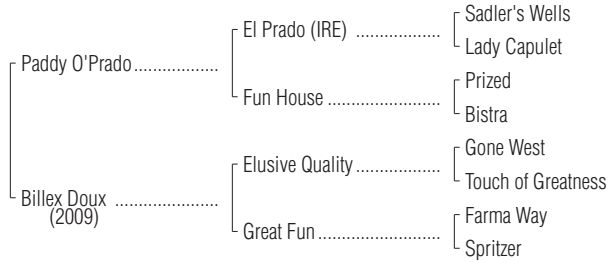 Sadler's Wells
El Prado (IRE) ..................
Lady Capulet
Paddy O'Prado ..................
Prized
Fun House ........................
Bistra
Gone West
Elusive Quality ..................
Touch of Greatness
Billex Doux ......................
(2009)
Farma Way
Great Fun ..........................
Spritzer